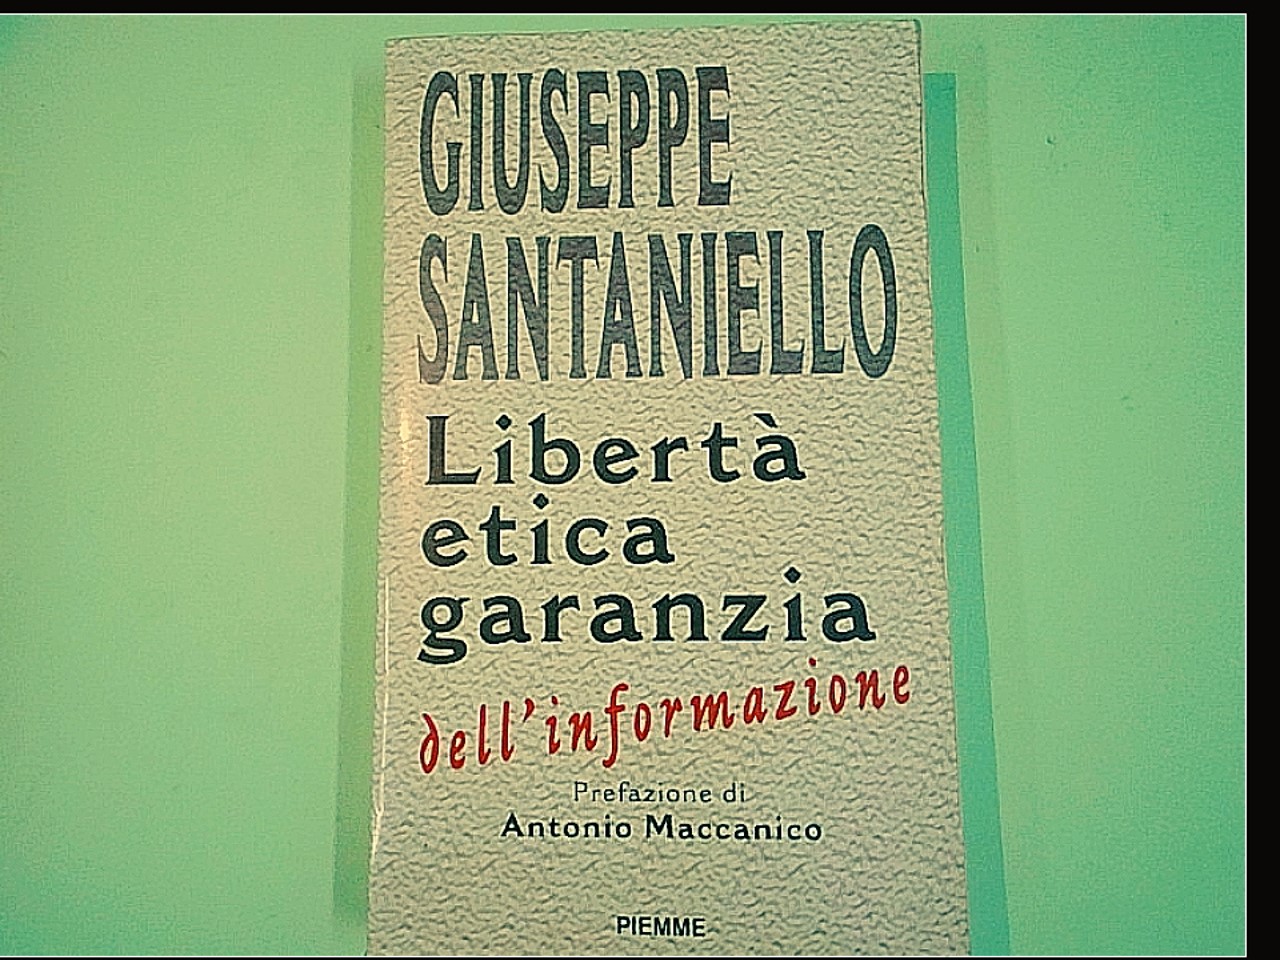 GIUSEPPE
SANTANIELLO
Libertà
etica
garanzia
dell'informazione
Prefazione di
Antonio Maccanico
PIEMME